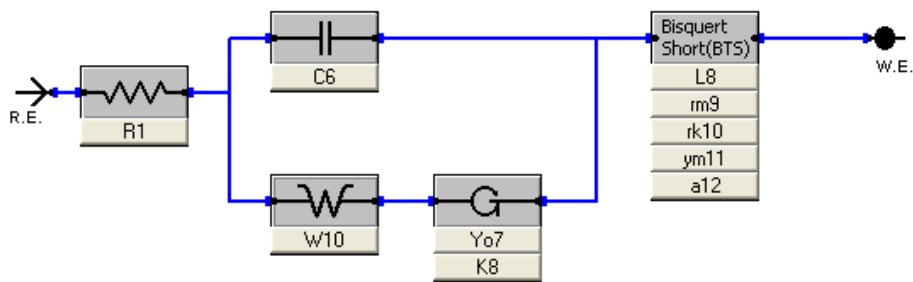 R.E.
R1
C6
W
W10
G
Yo7
K8
Bisquert
Short(BTS)
L8
rm9
rk10
ym11
a12
W.E.